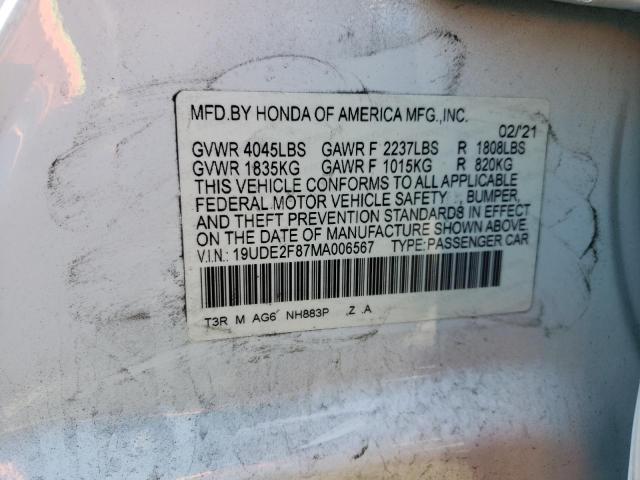 MFD.BY HONDA OF AMERICA MFG.,INC.
02/'21
GVWR 4045LBS GAWR F 2237LBS R 1808LBS
GVWR 1835KG GAWR F 1015KG R 820KG
THIS VEHICLE CONFORMS TO ALL APPLICABLE
FEDERAL MOTOR VEHICLE SAFETY , BUMPER,
AND THEFT PREVENTION STANDARDS IN EFFECT
ON THE DATE OF MANUFACTURE SHOWN ABOVE.
V.I.N.: 19UDE2F87MA006567 TYPE:PASSENGER CAR
T3R M AG6 NH883P .Z .A